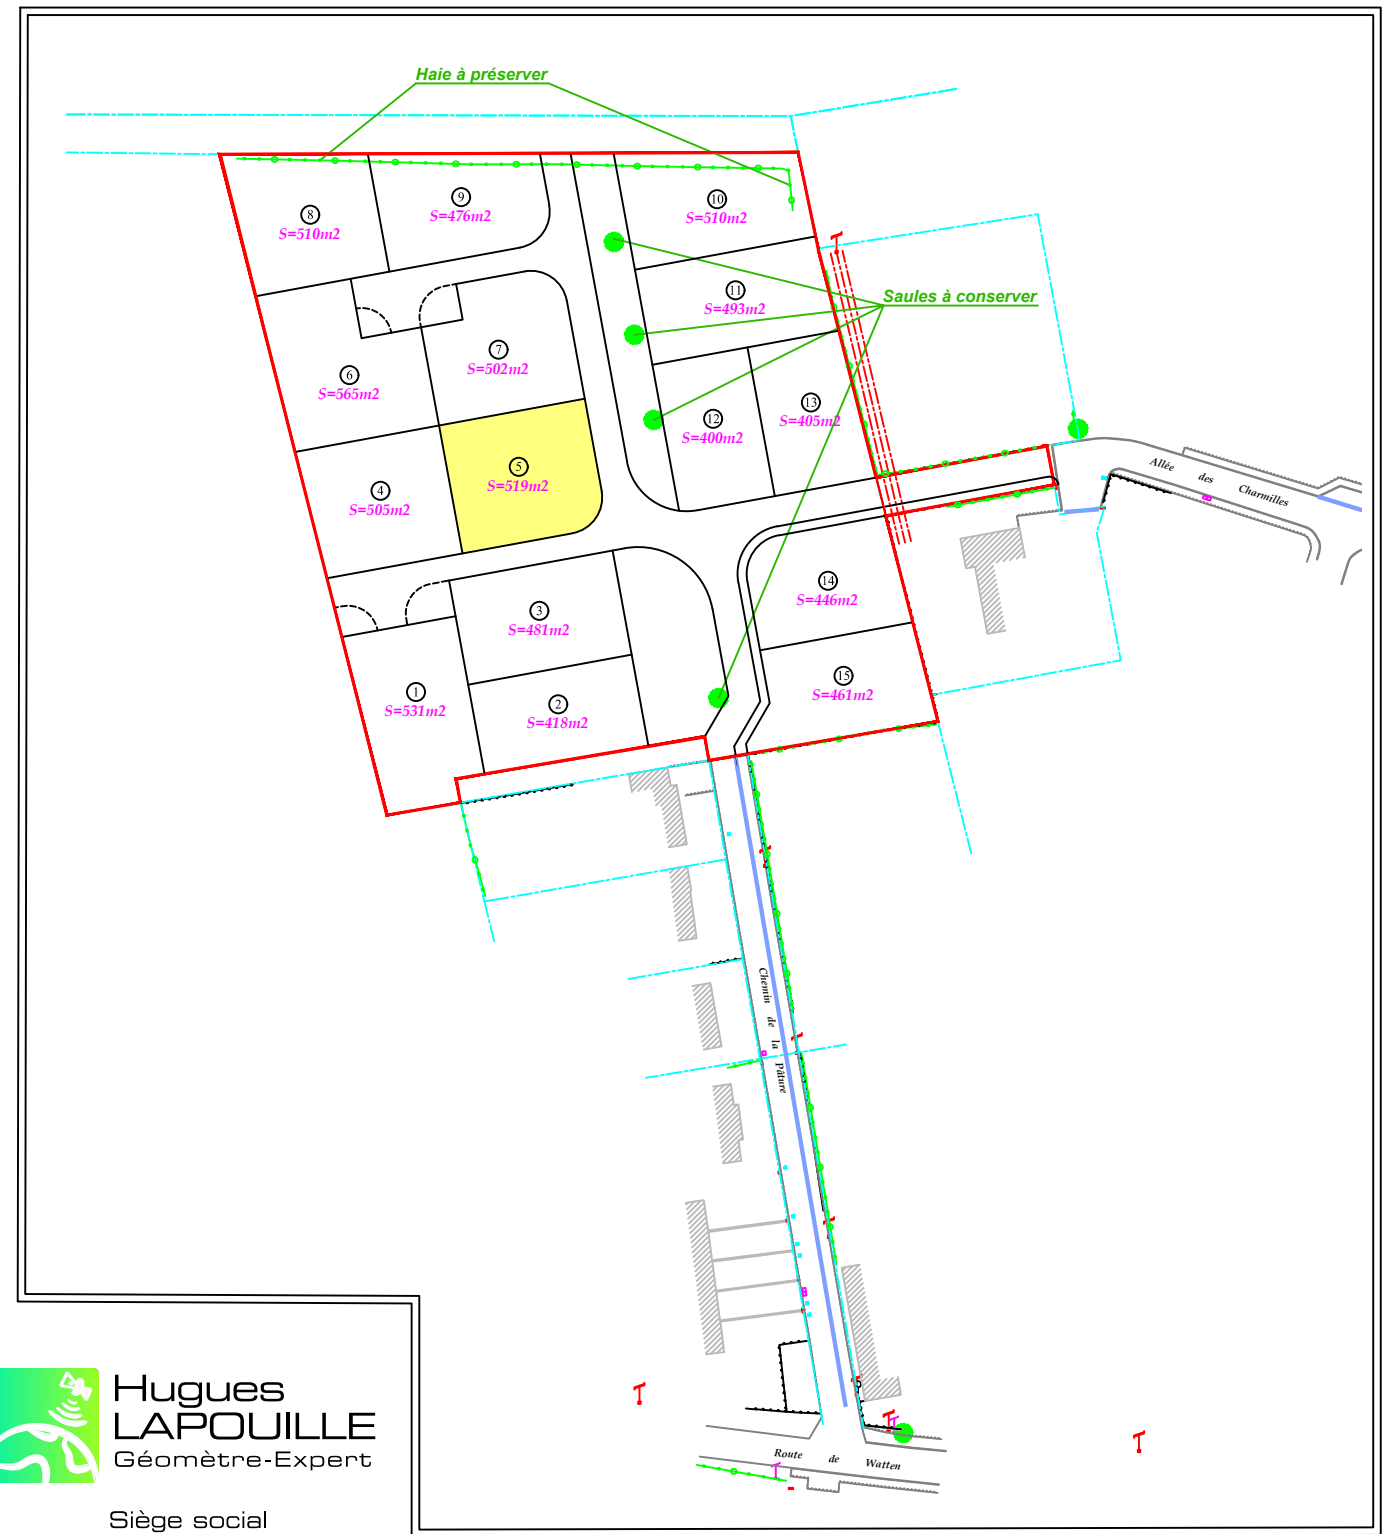 Haie à préserver
8
S=510m2
9
S=476m2
10
S=510m2
11
S=493m2
Saules à conserver
7
S=502m2
6
S=565m2
12
S=400m2
13
S=405m2
5
S=519m2
4
S=505m2
Allée des Charmilles
14
S=446m2
3
S=481m2
15
S=461m2
1
S=531m2
2
S=418m2
Chemin de la Pâture
Route de Watten
Hugues
LAPOUILLE
Géomètre-Expert
Siège social